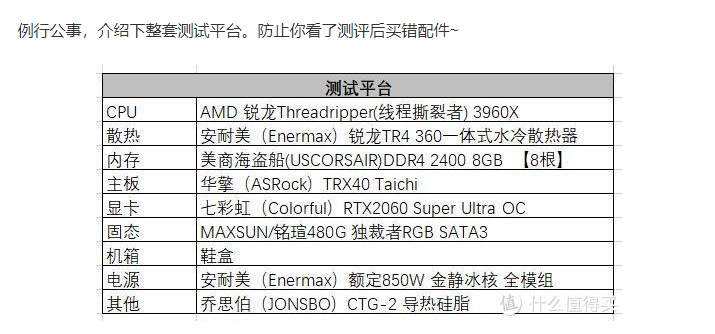 例行公事，介绍下整套测试平台。防止你看了测评后买错配件~
测试平台
CPU AMD 锐龙Threadripper(线程撕裂者) 3960X
散热 安耐美（Enermax）锐龙TR4 360一体式水冷散热器
内存 美商海盗船(USCORSAIR)DDR4 2400 8GB 【8根】
主板 华擎（ASRock）TRX40 Taichi
显卡 七彩虹（Colorful）RTX2060 Super Ultra OC
固态 MAXSUN/铭瑄480G 独裁者RGB SATA3
机箱 鞋盒
电源 安耐美（Enermax）额定850W 金静冰核 全模组
其他 乔思伯（JONSBO）CTG-2 导热硅脂
值 什么值得买